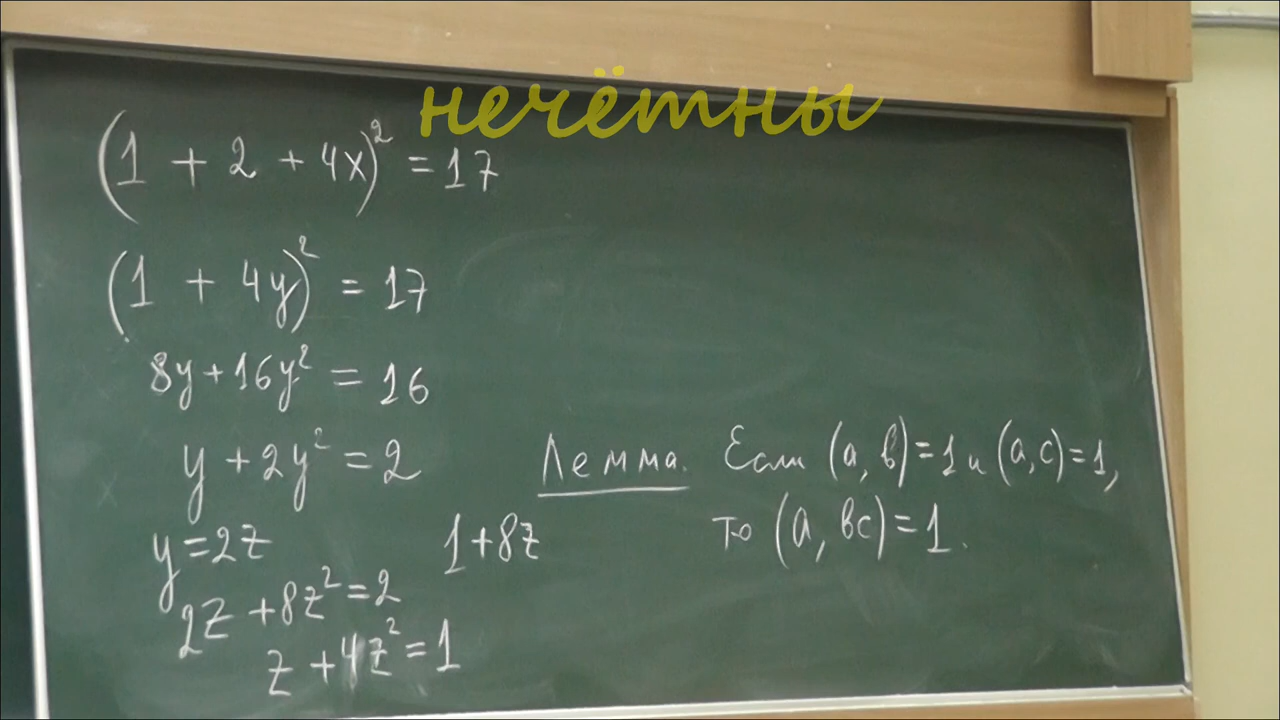 нечётны
(1 + 2 + 4x)² = 17
(1 + 4y)² = 17
8y + 16y² = 16
y + 2y² = 2
y = 2z
1 + 8z
2z + 8z² = 2
z + 4z² = 1
Лемма. Если (a, в) = 1 и (a, c) = 1,
то (a, вc) = 1.